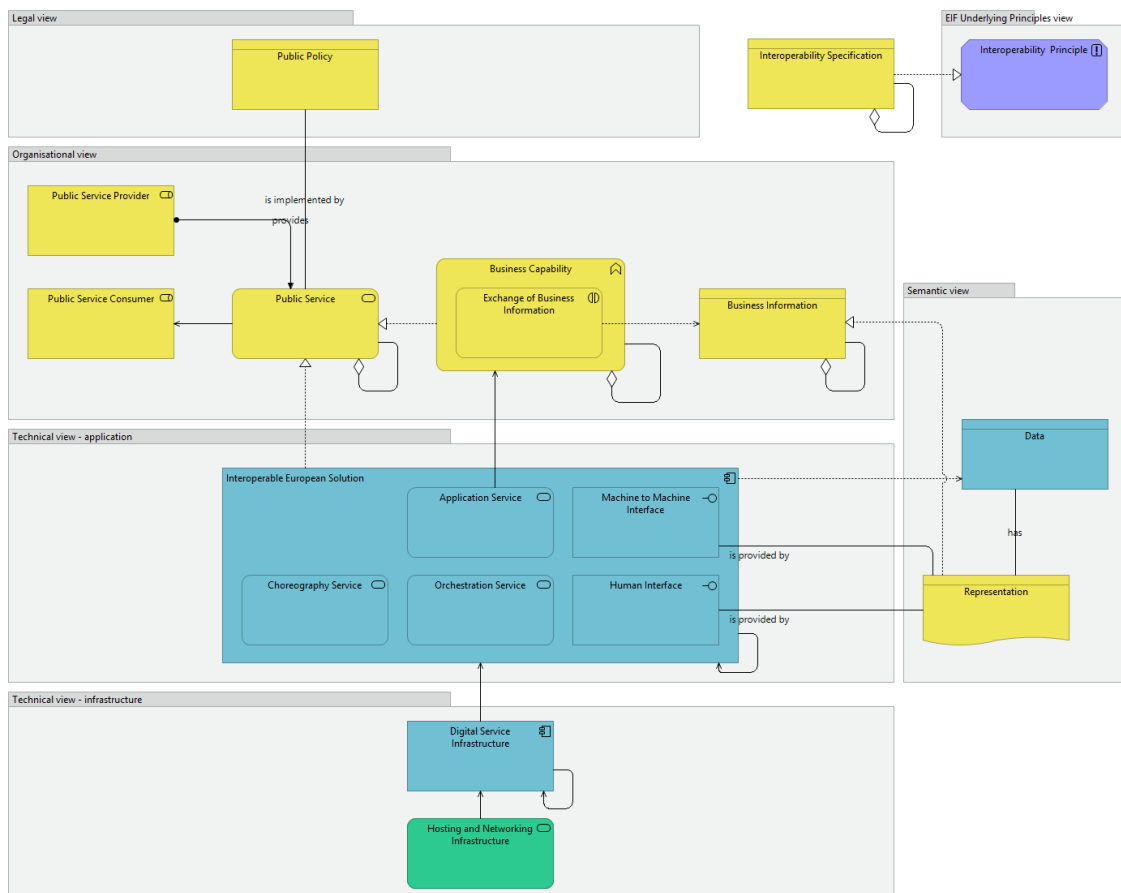 Legal view
EIF Underlying Principles view
Public Policy
Interoperability Specification
Interoperability Principle
Organisational view
Public Service Provider
is implemented by
provides
Public Service Consumer
Public Service
Business Capability
Exchange of Business
Information
Business Information
Semantic view
Data
Technical view - application
Interoperable European Solution
Application Service
Machine to Machine
Interface
has
is provided by
Choreography Service
Orchestration Service
Human Interface
Representation
is provided by
Technical view - infrastructure
Digital Service
Infrastructure
Hosting and Networking
Infrastructure